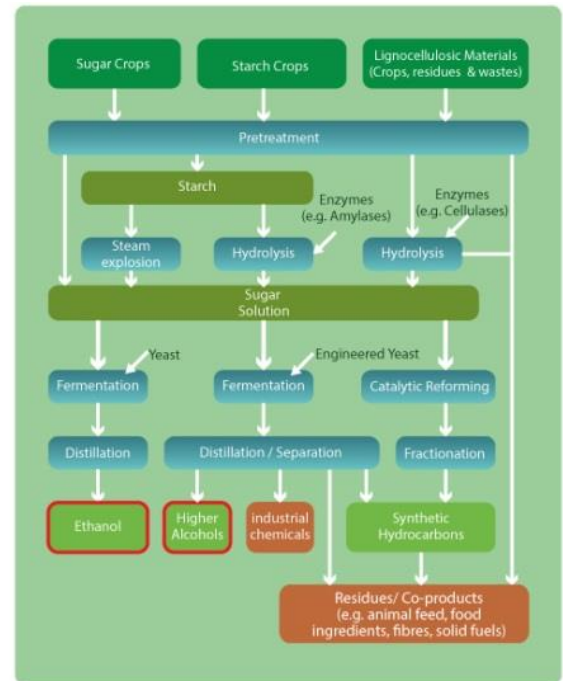 Sugar Crops
Starch Crops
Lignocellulosic Materials
(Crops, residues & wastes)
Pretreatment
Starch
Enzymes
(e.g. Amylases)
Enzymes
(e.g. Cellulases)
Steam
explosion
Hydrolysis
Hydrolysis
Sugar
Solution
Yeast
Engineered Yeast
Fermentation
Fermentation
Catalytic Reforming
Distillation
Distillation / Separation
Fractionation
Ethanol
Higher
Alcohols
industrial
chemicals
Synthetic
Hydrocarbons
Residues/ Co-products
(e.g. animal feed, food
ingredients, fibres, solid fuels)